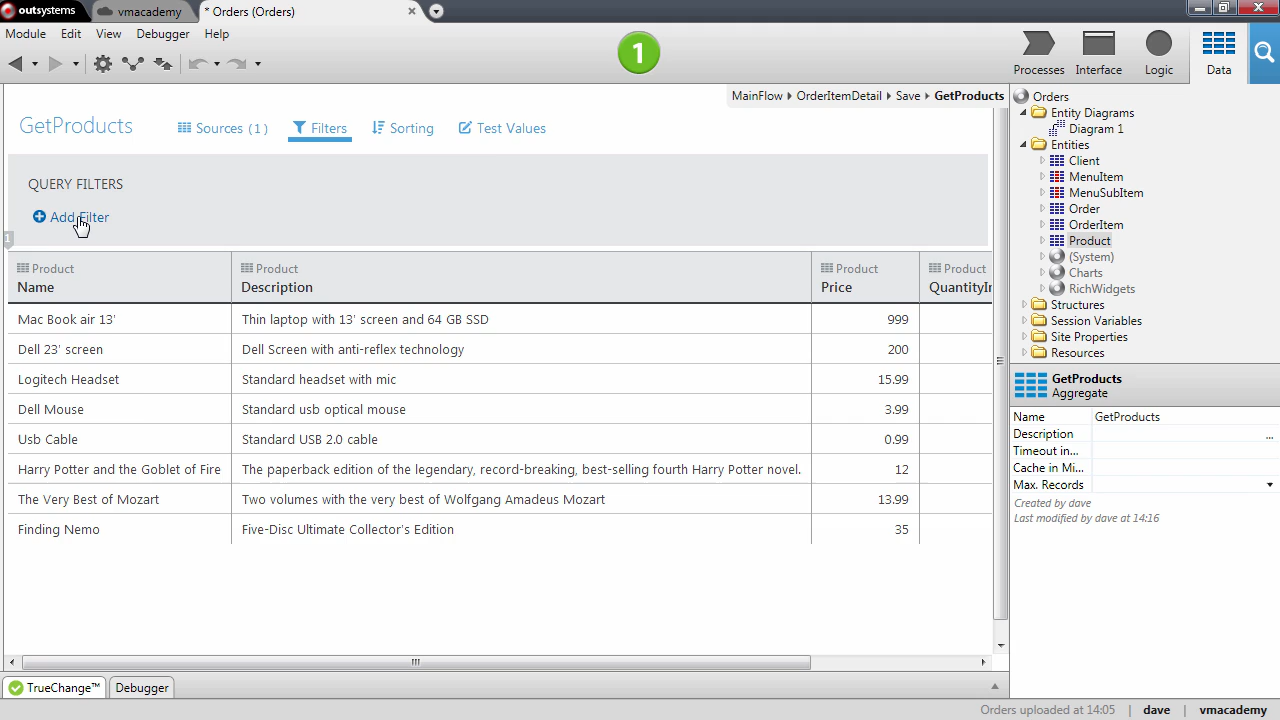 outsystems
vmacademy
* Orders (Orders)
Module Edit View Debugger Help
1
Processes Interface Logic Data
MainFlow OrderItemDetail Save GetProducts
GetProducts
Sources (1) Filters Sorting Test Values
QUERY FILTERS
Add Filter
1
Product Product Product Product
Name Description Price QuantityIn
Mac Book air 13' Thin laptop with 13' screen and 64 GB SSD 999
Dell 23' screen Dell Screen with anti-reflex technology 200
Logitech Headset Standard headset with mic 15.99
Dell Mouse Standard usb optical mouse 3.99
Usb Cable Standard USB 2.0 cable 0.99
Harry Potter and the Goblet of Fire The paperback edition of the legendary, record-breaking, best-selling fourth Harry Potter novel. 12
The Very Best of Mozart Two volumes with the very best of Wolfgang Amadeus Mozart 13.99
Finding Nemo Five-Disc Ultimate Collector's Edition 35
Orders
Entity Diagrams
Diagram 1
Entities
Client
MenuItem
MenuSubItem
Order
OrderItem
Product
(System)
Charts
RichWidgets
Structures
Session Variables
Site Properties
Resources
GetProducts
Aggregate
Name GetProducts
Description ...
Timeout in...
Cache in Mi...
Max. Records
Created by dave
Last modified by dave at 14:16
TrueChange™ Debugger
Orders uploaded at 14:05 | dave | vmacademy